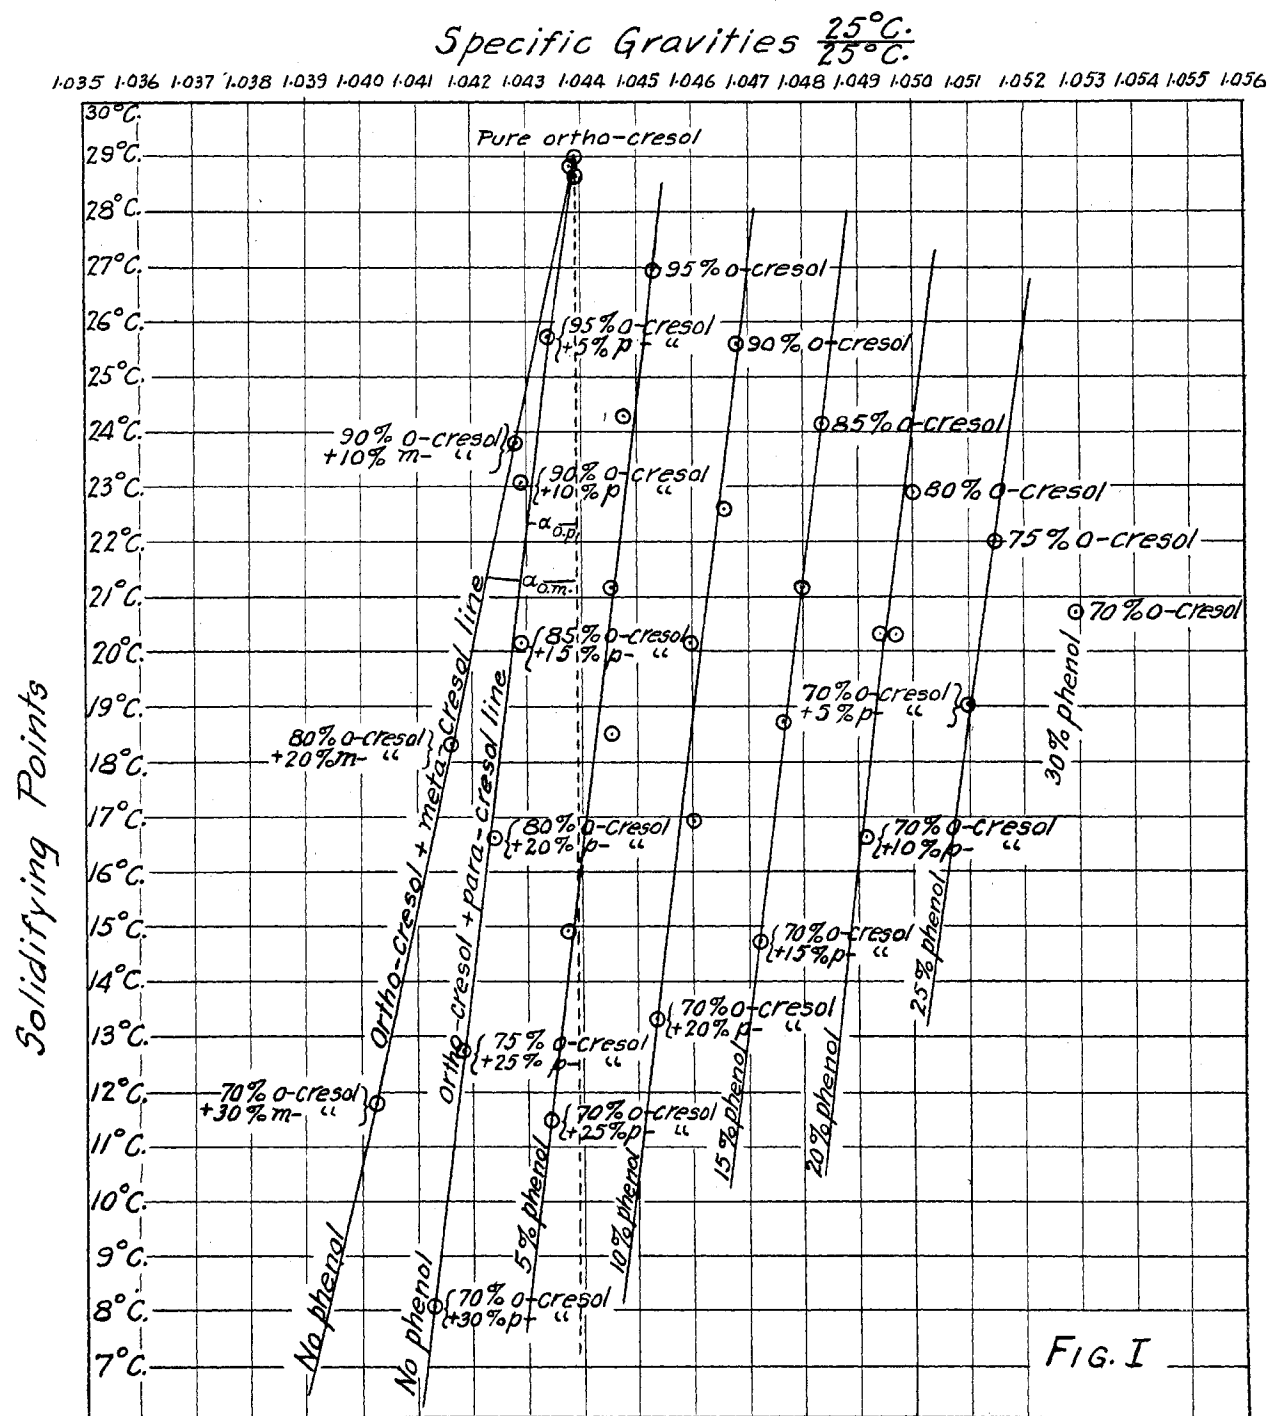 Specific Gravities 25°C. / 25°C.
1.035 1.036 1.037 1.038 1.039 1.040 1.041 1.042 1.043 1.044 1.045 1.046 1.047 1.048 1.049 1.050 1.051 1.052 1.053 1.054 1.055 1.056
30°C.
Pure ortho-cresol
29°C.
28°C.
27°C.
95% o-cresol
26°C.
95% o-cresol
+5% p- "
90% o-cresol
25°C.
24°C.
85% o-cresol
90% o-cresol
+10% m- "
23°C.
90% o-cresol
+10% p "
80% o-cresol
α o.p.
22°C.
75% o-cresol
α o.m.
21°C.
70% o-cresol
20°C.
85% o-cresol
+15% p- "
19°C.
70% o-cresol
+5% p- "
30% phenol
80% o-cresol
+20% m- "
18°C.
17°C.
80% o-cresol
+20% p- "
70% o-cresol
+10% p- "
16°C.
Ortho-cresol + meta-cresol line
Ortho-cresol + para-cresol line
15°C.
70% o-cresol
+15% p- "
25% phenol
14°C.
70% o-cresol
+20% p- "
13°C.
75% o-cresol
+25% p- "
12°C.
70% o-cresol
+30% m- "
70% o-cresol
+25% p- "
11°C.
15% phenol
20% phenol
10°C.
5% phenol
10% phenol
9°C.
No phenol
No phenol
8°C.
70% o-cresol
+30% p- "
7°C.
Solidifying Points
FIG. I